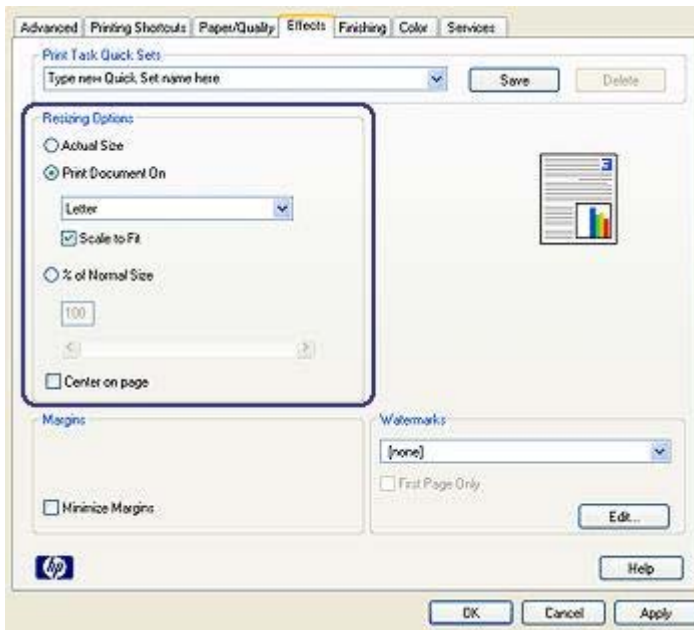 Advanced Printing Shortcuts Paper/Quality Effects Finishing Color Services
Print Task Quick Sets
Type new Quick Set name here Save Delete
Resizing Options
Actual Size
Print Document On
Letter
Scale to Fit
% of Normal Size
100
Center on page
3
Margins
Minimize Margins
Watermarks
[none]
First Page Only
Edit...
hp
Help
OK Cancel Apply